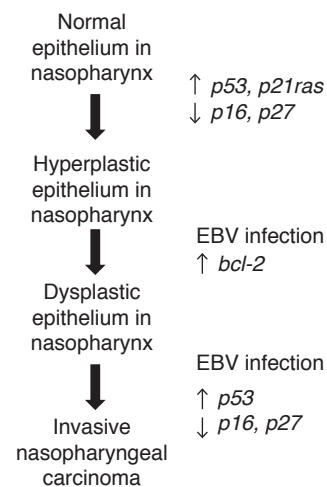 Normal
epithelium in
nasopharynx
↑ p53, p21ras
↓ p16, p27
Hyperplastic
epithelium in
nasopharynx
EBV infection
↑ bcl-2
Dysplastic
epithelium in
nasopharynx
EBV infection
↑ p53
↓ p16, p27
Invasive
nasopharyngeal
carcinoma